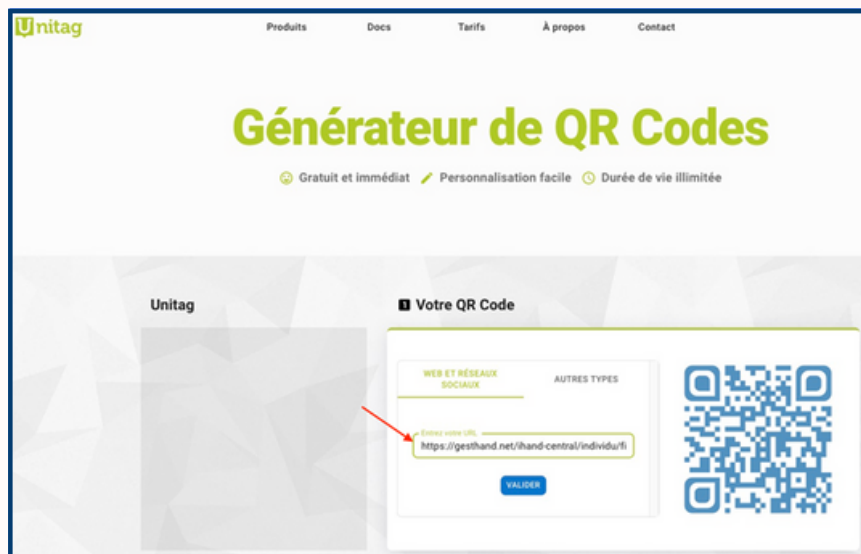 Unitag
Produits Docs Tarifs À propos Contact
Générateur de QR Codes
Gratuit et immédiat Personnalisation facile Durée de vie illimitée
Unitag
1 Votre QR Code
WEB ET RÉSEAUX
SOCIAUX
AUTRES TYPES
Entrez votre URL
https://gesthand.net/ihand-central/individu/fi
VALIDER